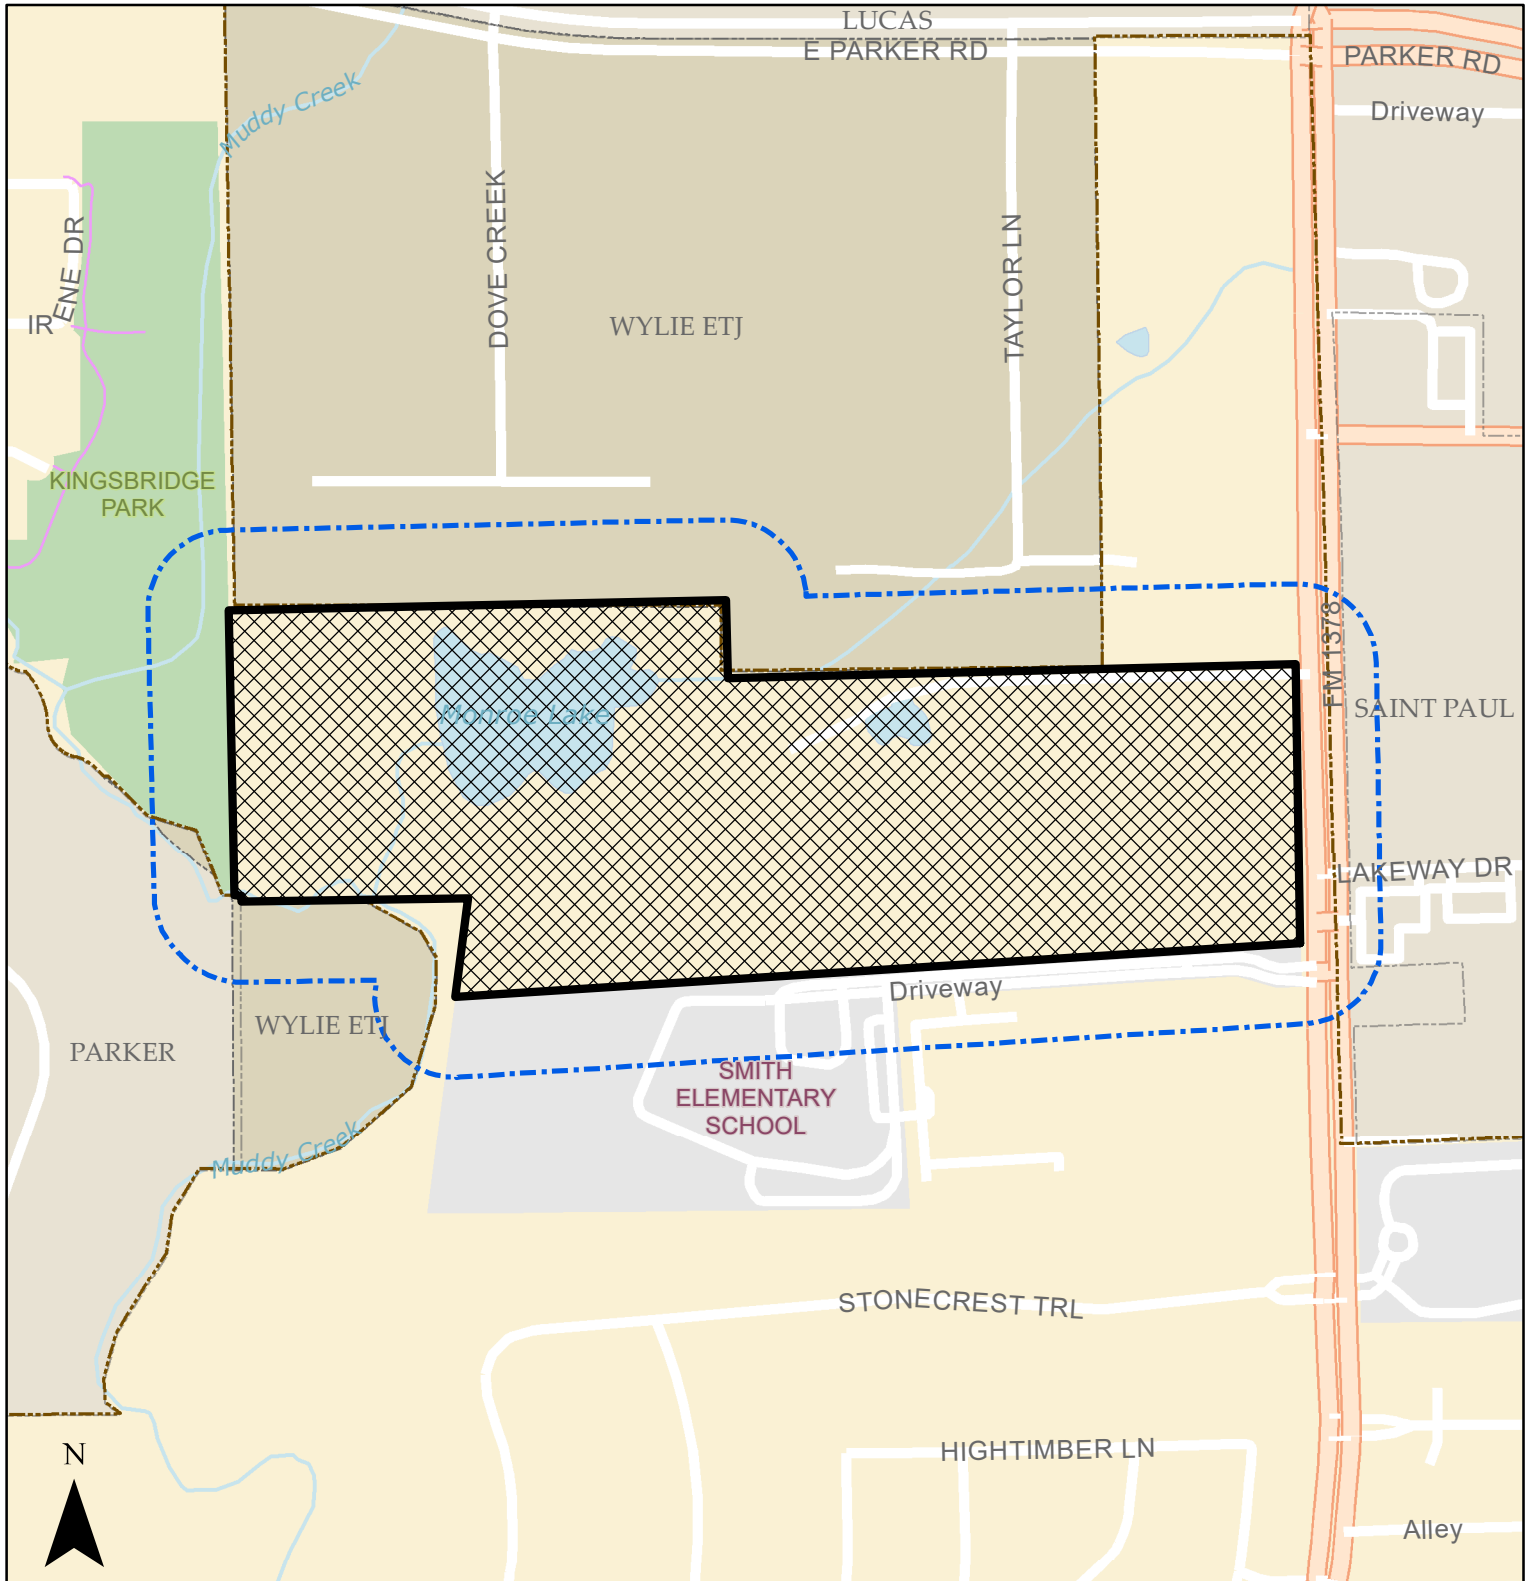 LUCAS
E PARKER RD
PARKER RD
Driveway
Muddy Creek
DOVE CREEK
TAYLOR LN
ENE DR
IR
WYLIE ETJ
KINGSBRIDGE
PARK
FM 1378
Monroe Lake
SAINT PAUL
LAKEWAY DR
Driveway
WYLIE ETJ
PARKER
SMITH
ELEMENTARY
SCHOOL
Muddy Creek
STONECREST TRL
HIGHTIMBER LN
N
Alley